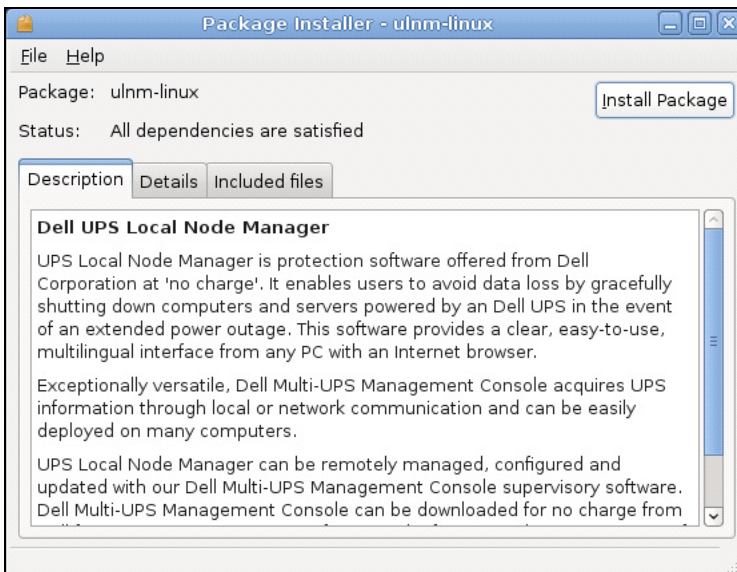 Package Installer - ulnm-linux
File Help
Package: ulnm-linux
Install Package
Status: All dependencies are satisfied
Description Details Included files
Dell UPS Local Node Manager
UPS Local Node Manager is protection software offered from Dell
Corporation at 'no charge'. It enables users to avoid data loss by gracefully
shutting down computers and servers powered by an Dell UPS in the event
of an extended power outage. This software provides a clear, easy-to-use,
multilingual interface from any PC with an Internet browser.
Exceptionally versatile, Dell Multi-UPS Management Console acquires UPS
information through local or network communication and can be easily
deployed on many computers.
UPS Local Node Manager can be remotely managed, configured and
updated with our Dell Multi-UPS Management Console supervisory software.
Dell Multi-UPS Management Console can be downloaded for no charge from